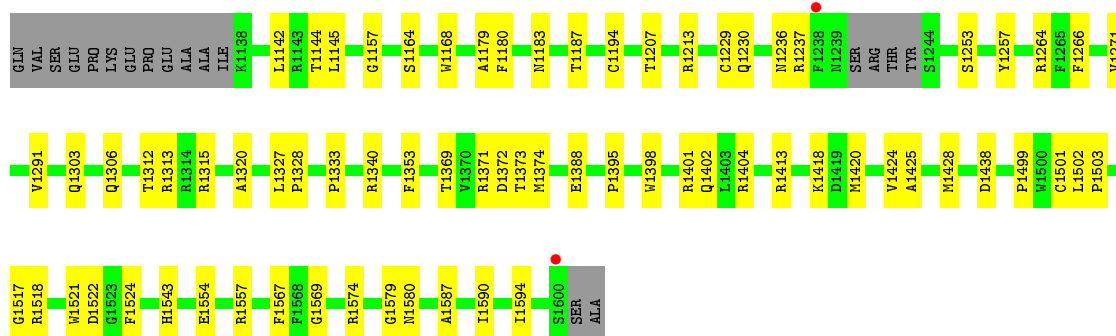 GLN VAL SER GLU PRO LYS GLU PRO GLU ALA ALA ILE K1138 L1142 R1143 T1144 L1145 G1157 S1164 W1168 A1179 F1180 N1183 T1187 C1194 T1207 R1213 C1229 Q1230 N1236 R1237 F1238 N1239 SER ARG THR TYR S1244 S1253 Y1257 R1264 F1265 F1266
V1291 Q1303 Q1306 T1312 R1313 R1314 R1315 A1320 L1327 P1328 P1333 R1340 F1353 T1369 V1370 R1371 D1372 T1373 M1374 E1388 P1395 W1398 R1401 Q1402 L1403 R1404 R1413 K1418 D1419 M1420 V1424 A1425 M1428 D1438 P1499 W1500 C1501 L1502 P1503
G1517 R1518 W1521 D1522 G1523 F1524 H1543 E1554 R1557 F1567 F1568 G1569 R1574 G1579 N1580 A1587 I1590 I1594 S1600 SER ALA